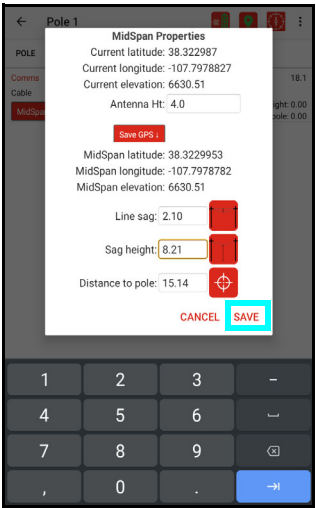 Pole 1
POLE
Comms
18.1
Cable
MidSpa
ight: 0.00
pole: 0.00
MidSpan Properties
Current latitude: 38.322987
Current longitude: -107.7978827
Current elevation: 6630.51
Antenna Ht: 4.0
Save GPS ↓
MidSpan latitude: 38.3229953
MidSpan longitude: -107.7978782
MidSpan elevation: 6630.51
Line sag: 2.10
Sag height: 8.21
Distance to pole: 15.14
CANCEL SAVE
1 2 3 −
4 5 6
7 8 9
, 0 .